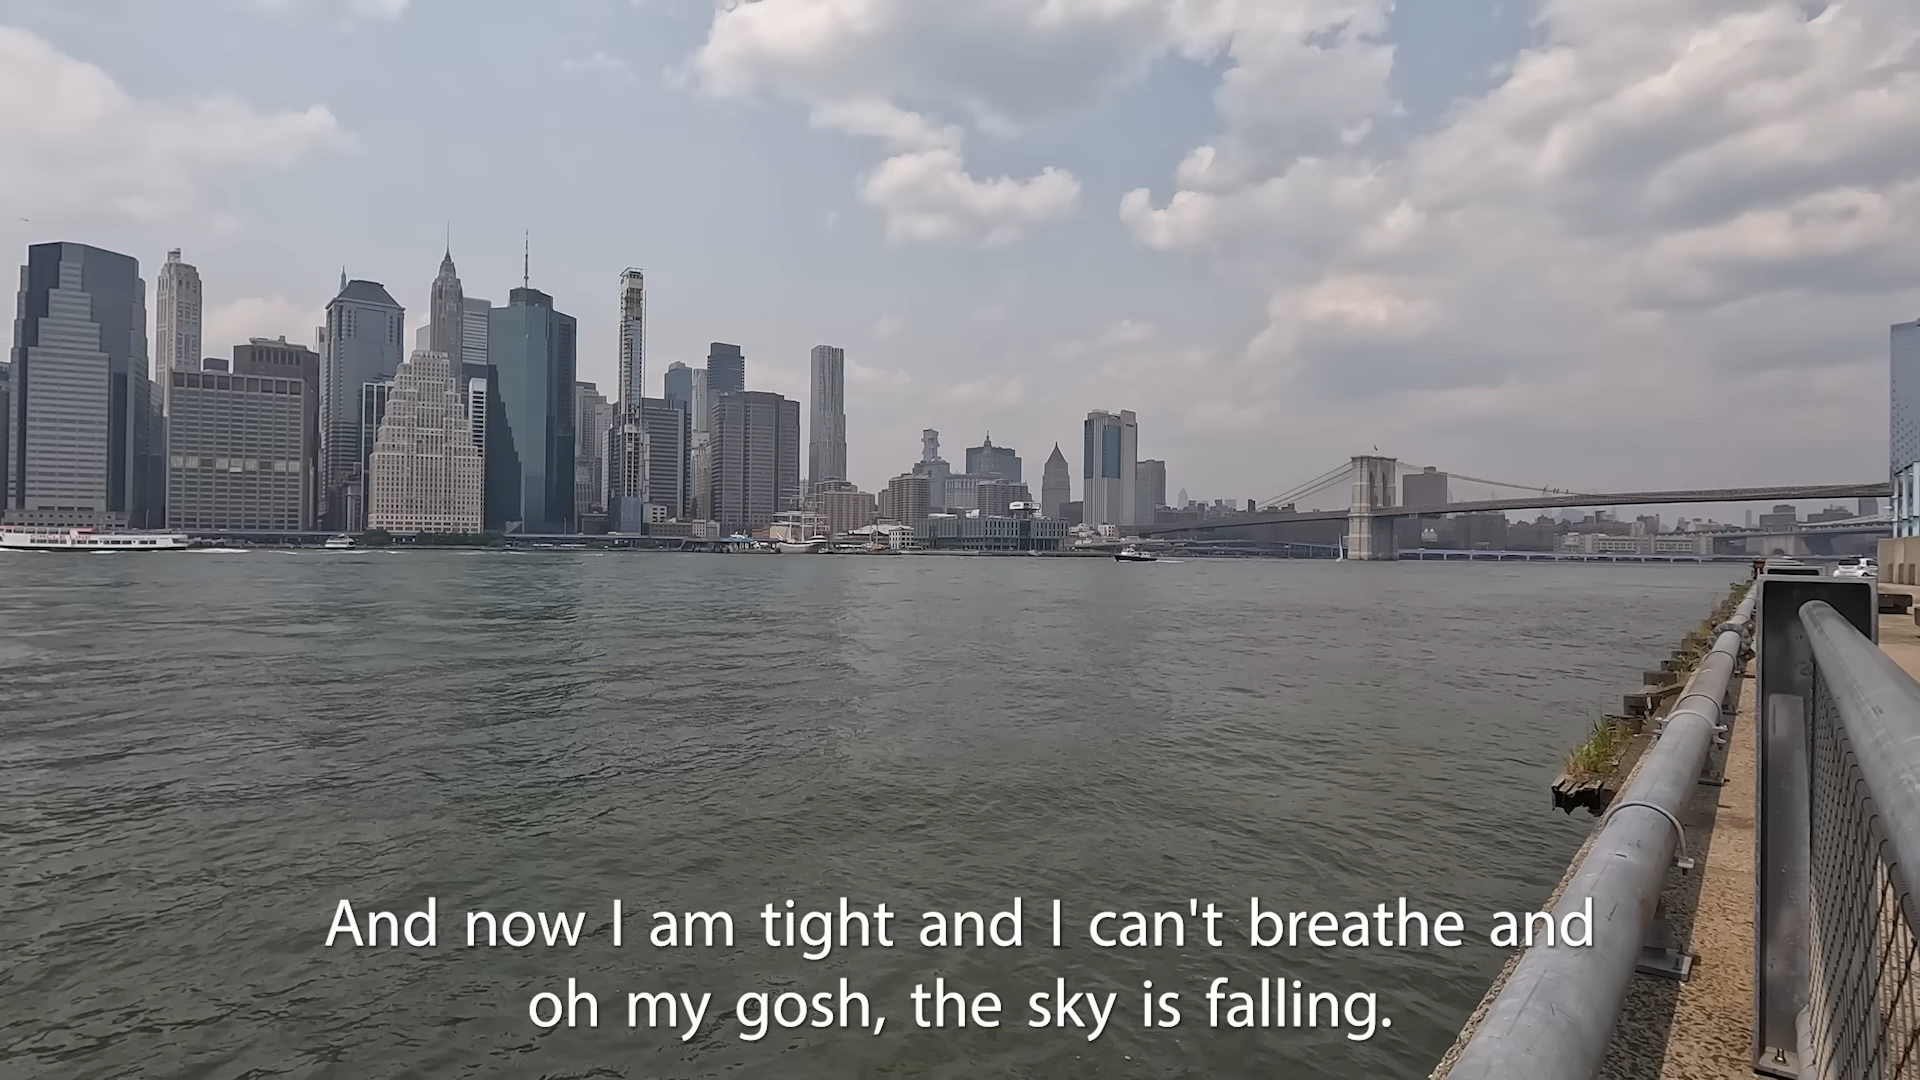 And now I am tight and I can't breathe and
oh my gosh, the sky is falling.